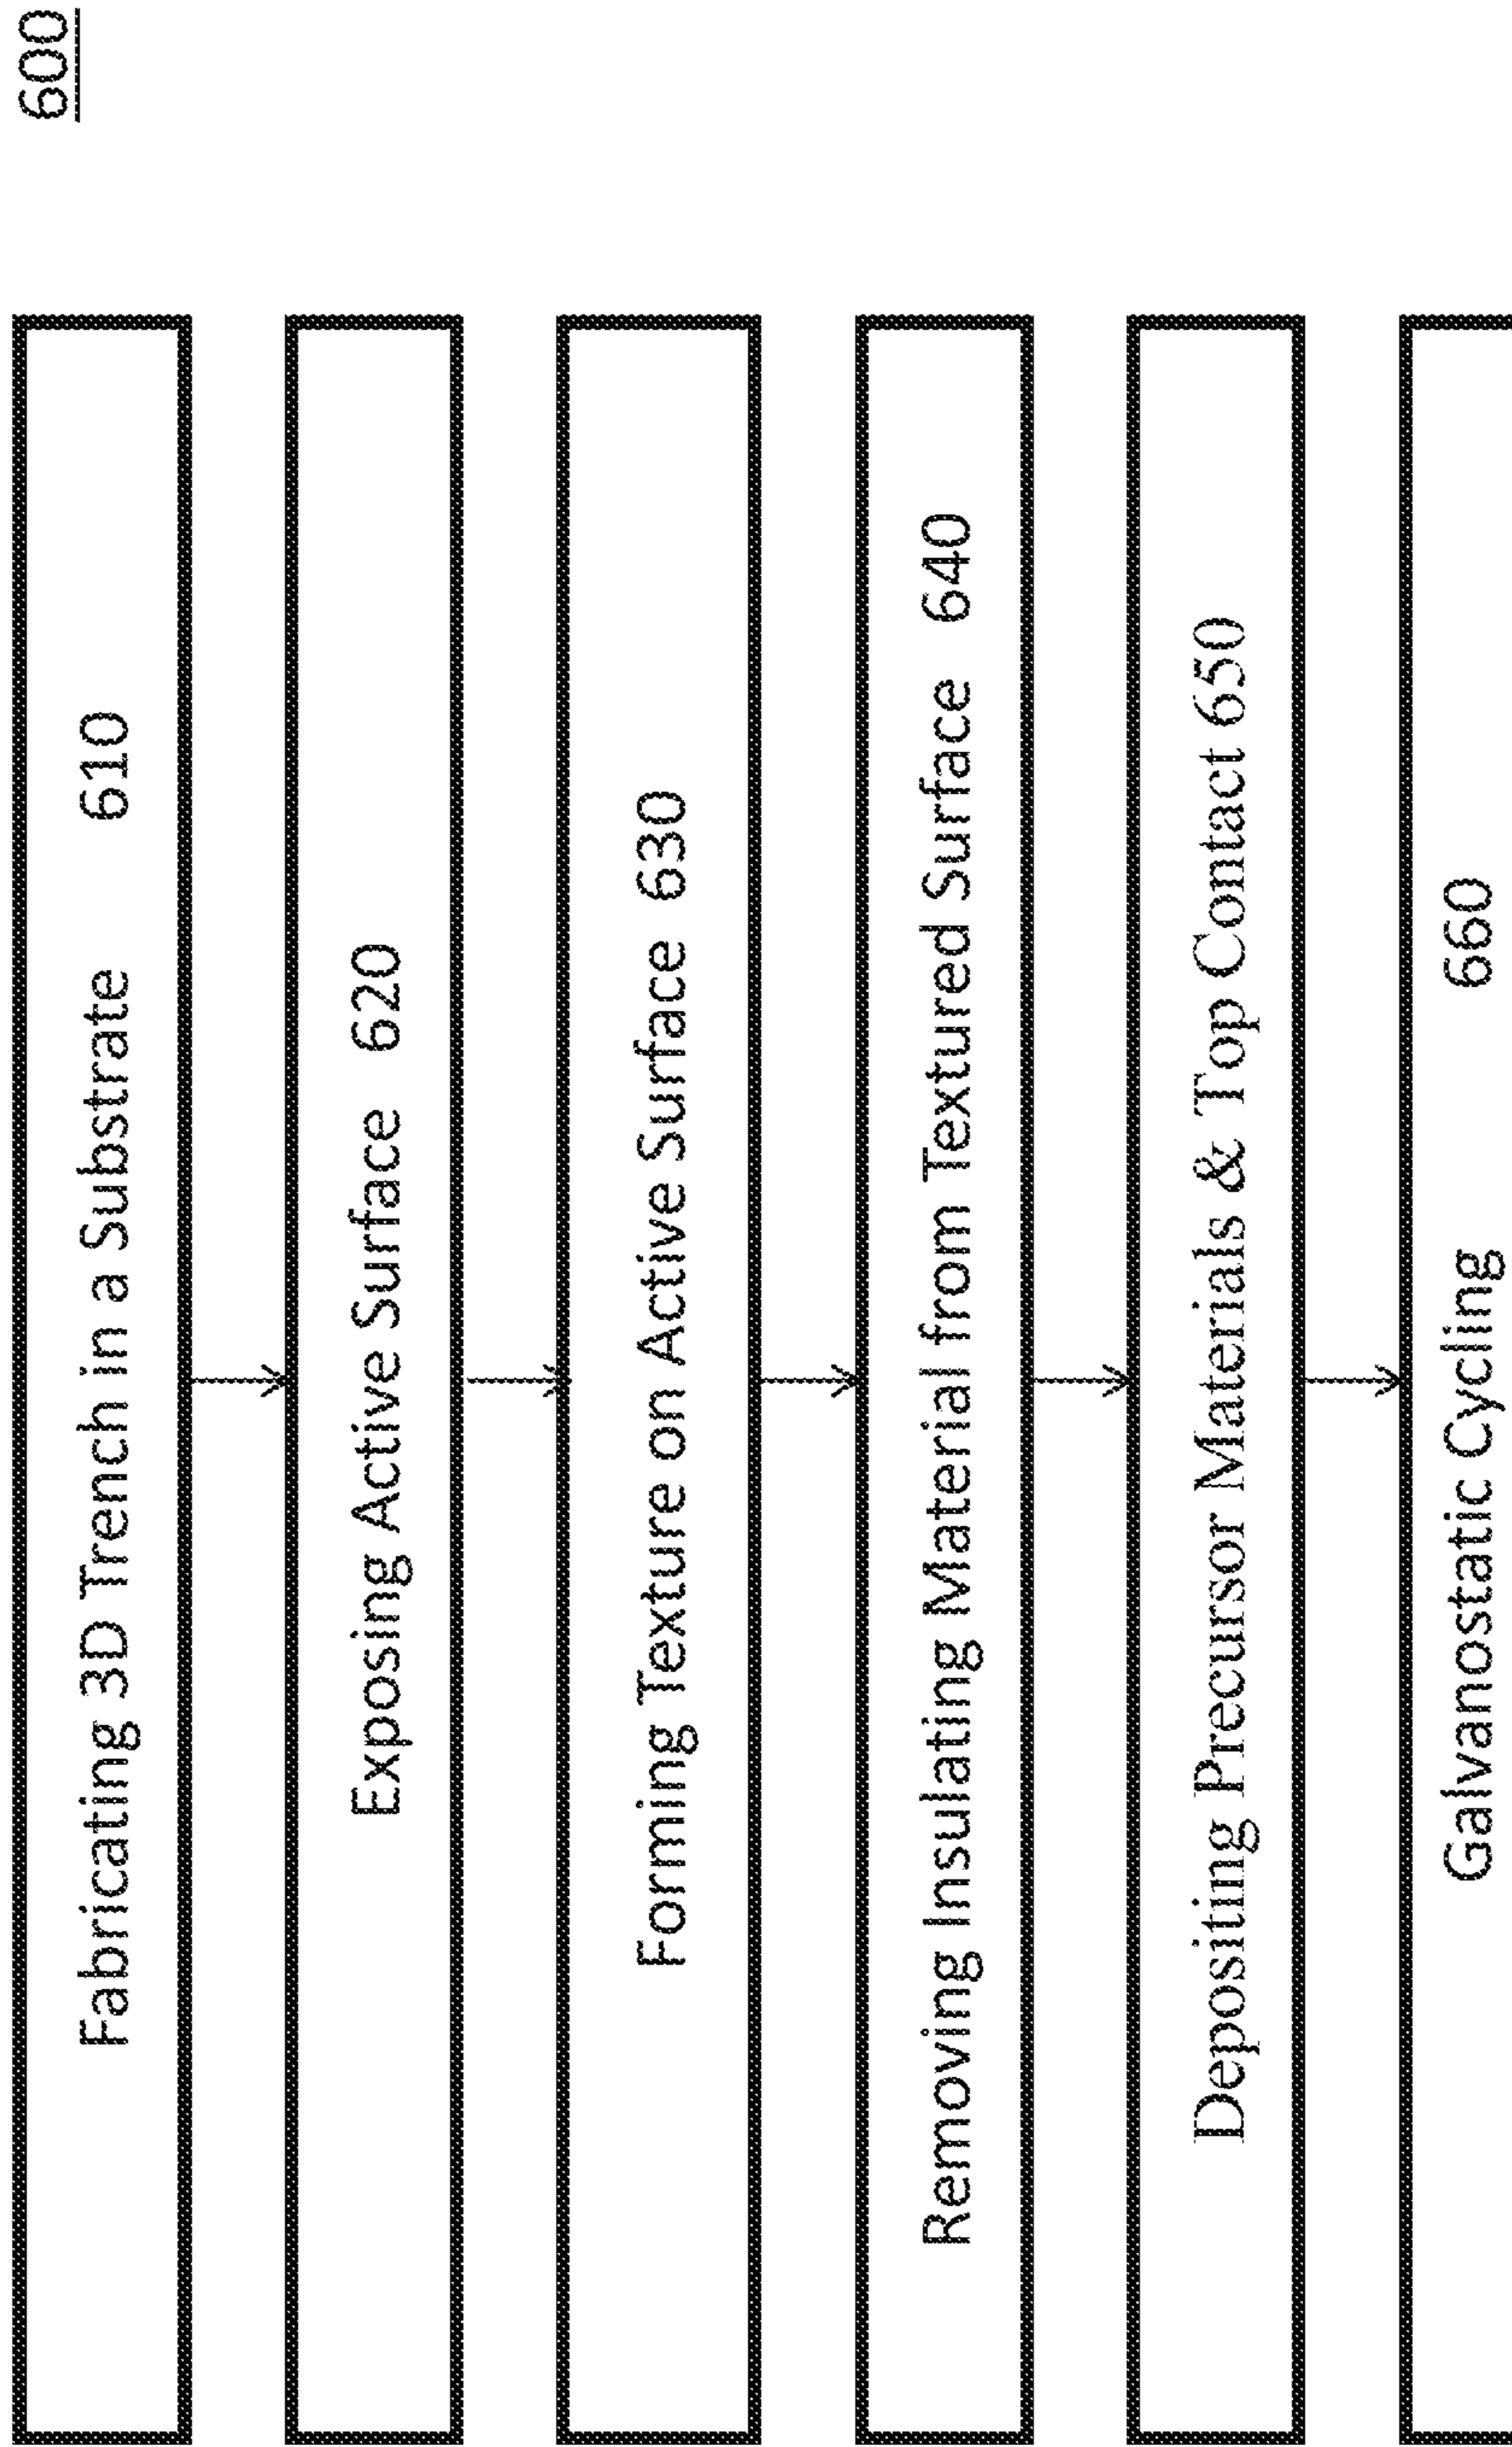 600
Fabricating 3D Trench in a Substrate 610
Exposing Active Surface 620
Forming Texture on Active Surface 630
Removing Insulating Material from Textured Surface 640
Depositing Precursor Materials & Top Contact 650
Galvanostatic Cycling 660